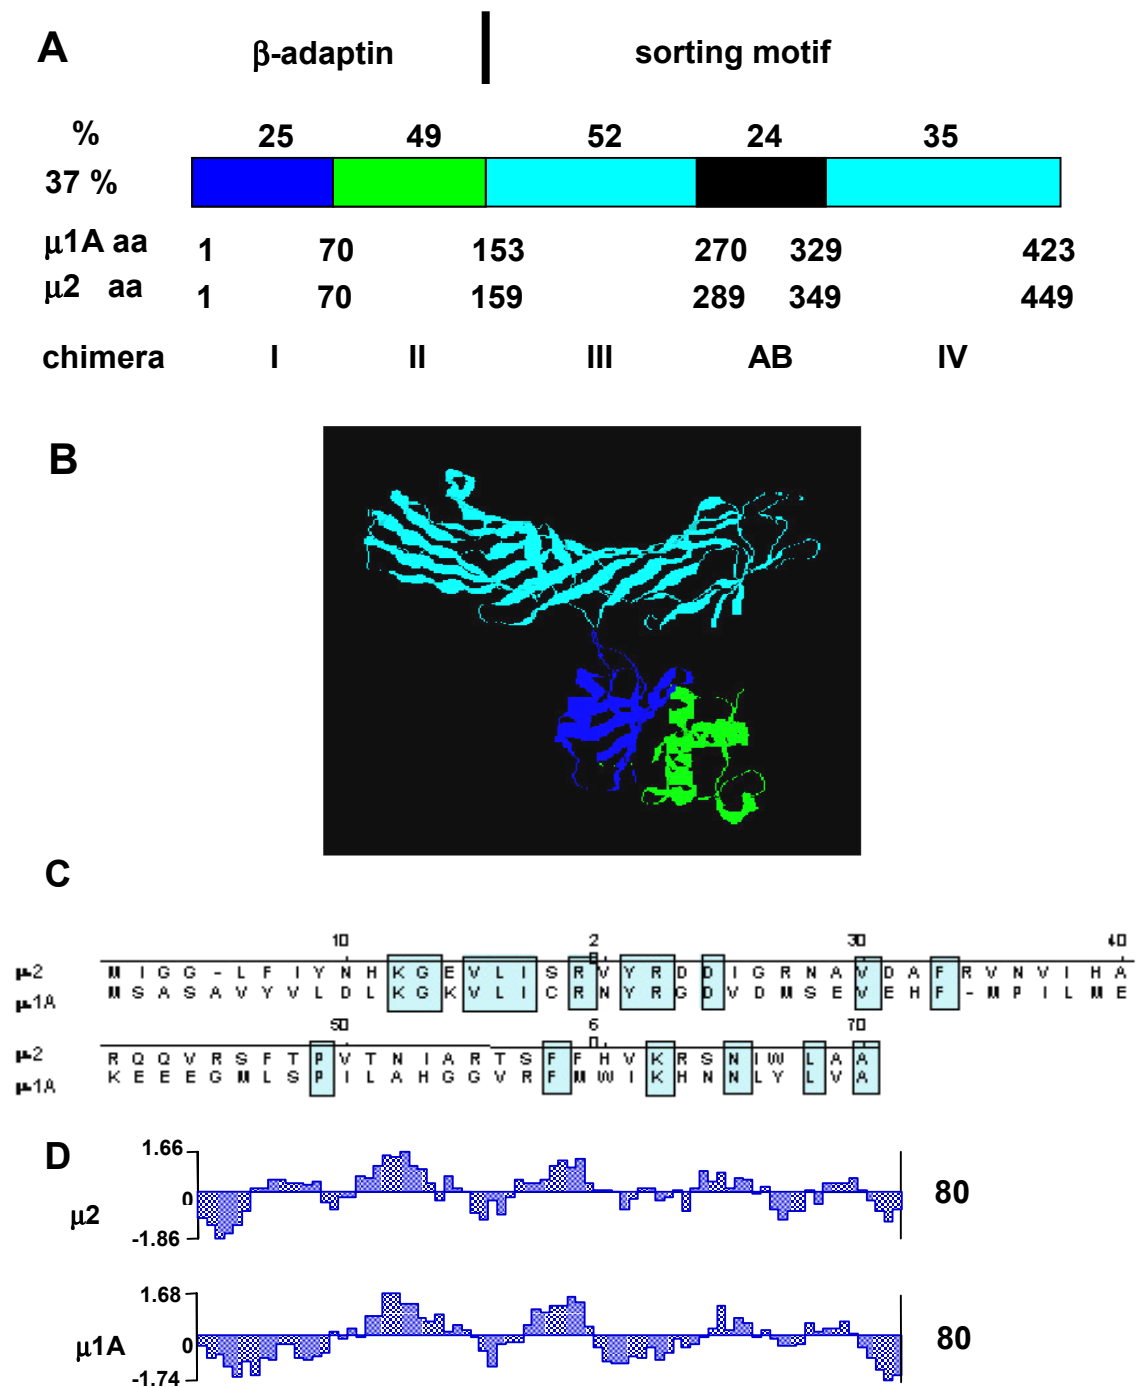 A
β-adaptin
sorting motif
%
25 49 52 24 35
37 %
μ1A aa 1 70 153 270 329 423
μ2 aa 1 70 159 289 349 449
chimera I II III AB IV
B
C
10 20 30 40
μ2 M I G G - L F I Y N H K G E V L I S R V Y R D D I G R N A V D A F R V N V I H A
μ1A M S A S A V Y V L D L K G K V L I C R N Y R G D V D M S E V E H F - M P I L M E
50 60 70
μ2 R Q Q V R S F T P V T N I A R T S F F H V K R S N I W L A A
μ1A K E E E G M L S P I L A H G G V R F M W I K H N N L Y L V A
D
1.66
0
μ2
80
-1.86
1.68
0
μ1A
80
-1.74